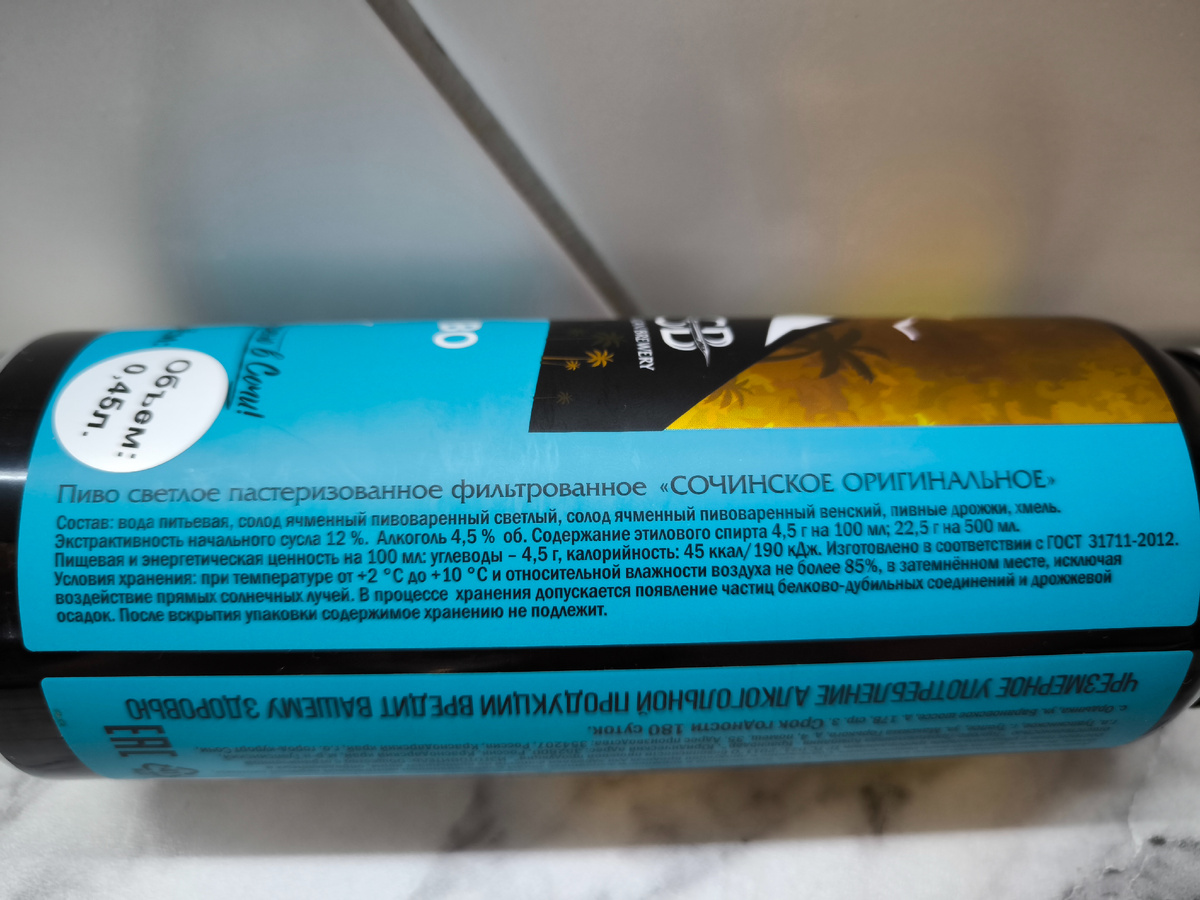 Объем:
0,45л.
в Сочи!
BREWERY
Пиво светлое пастеризованное фильтрованное «СОЧИНСКОЕ ОРИГИНАЛЬНОЕ»
Состав: вода питьевая, солод ячменный пивоваренный светлый, солод ячменный пивоваренный венский, пивные дрожжи, хмель.
Экстрактивность начального сусла 12 %. Алкоголь 4,5 % об. Содержание этилового спирта 4,5 г на 100 мл; 22,5 г на 500 мл.
Пищевая и энергетическая ценность на 100 мл: углеводы – 4,5 г, калорийность: 45 ккал/190 кДж. Изготовлено в соответствии с ГОСТ 31711-2012.
Условия хранения: при температуре от +2 °С до +10 °С и относительной влажности воздуха не более 85%, в затемнённом месте, исключая
воздействие прямых солнечных лучей. В процессе хранения допускается появление частиц белково-дубильных соединений и дрожжевой
осадок. После вскрытия упаковки содержимое хранению не подлежит.
ЧРЕЗМЕРНОЕ УПОТРЕБЛЕНИЕ АЛКОГОЛЬНОЙ ПРОДУКЦИИ ВРЕДИТ ВАШЕМУ ЗДОРОВЬЮ
Срок годности 180 суток.
EAC